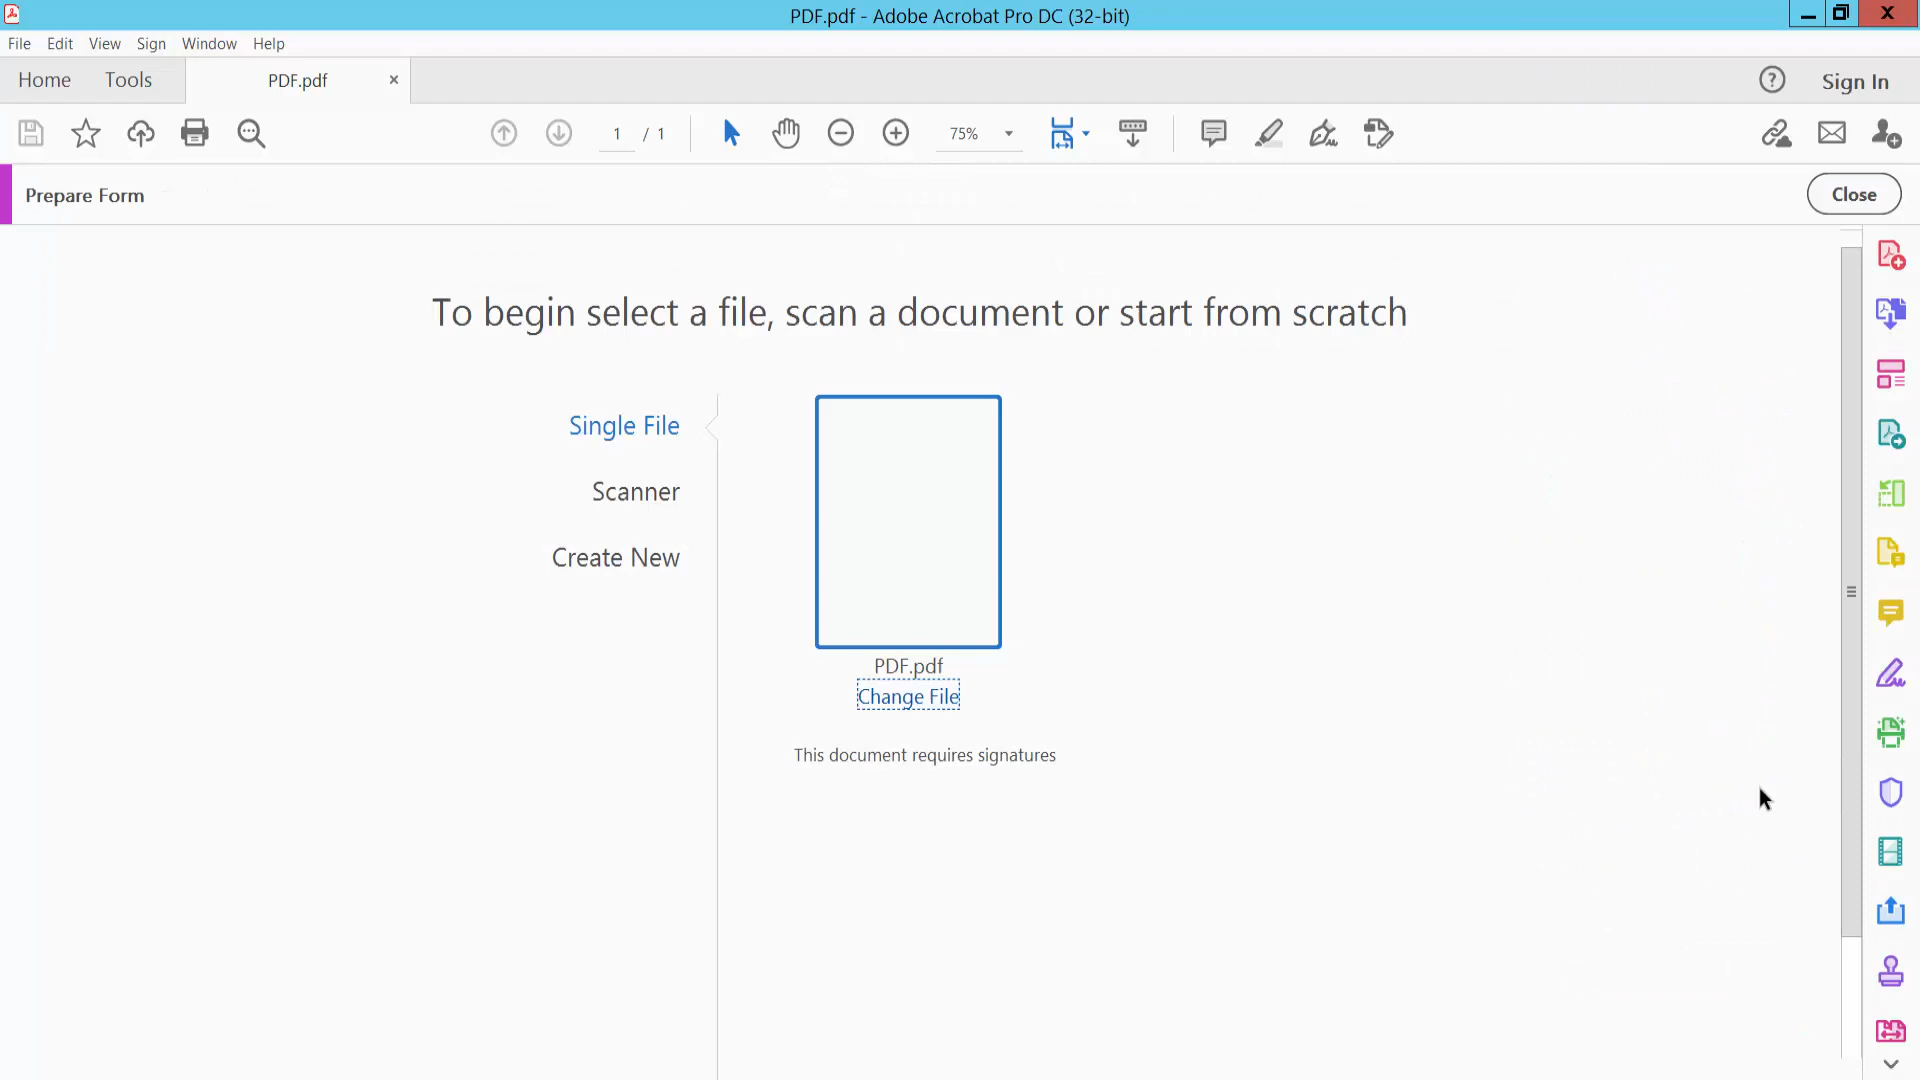 PDF.pdf - Adobe Acrobat Pro DC (32-bit)
File Edit View Sign Window Help
Home Tools PDF.pdf Sign In
1 / 1 75%
Prepare Form Close
To begin select a file, scan a document or start from scratch
Single File
Scanner
Create New
PDF.pdf
Change File
This document requires signatures